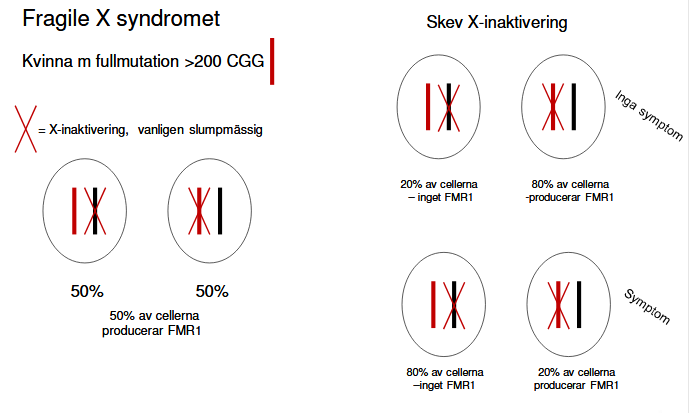 Fragile X syndromet
Kvinna m fullmutation >200 CGG
= X-inaktivering, vanligen slumpmässig
50%
50%
50% av cellerna
producerar FMR1
Skev X-inaktivering
Inga symptom
20% av cellerna
– inget FMR1
80% av cellerna
-producerar FMR1
Symptom
80% av cellerna
–inget FMR1
20% av cellerna
producerar FMR1